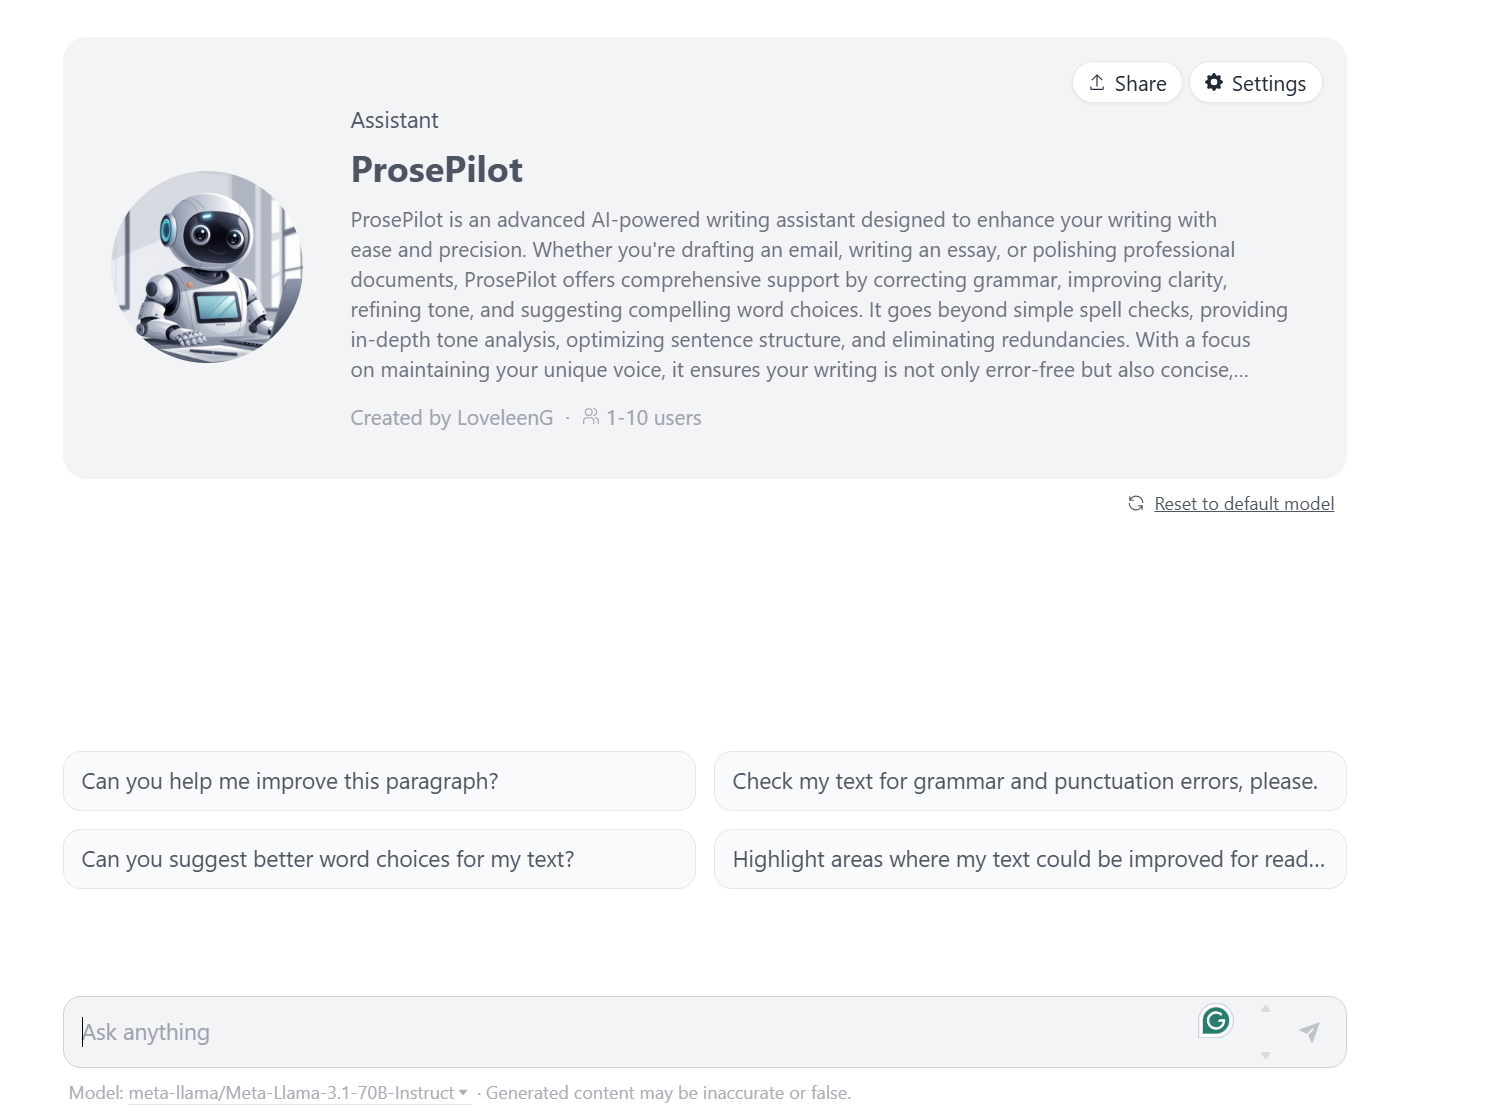 Share
Settings
Assistant
ProsePilot
ProsePilot is an advanced AI-powered writing assistant designed to enhance your writing with
ease and precision. Whether you're drafting an email, writing an essay, or polishing professional
documents, ProsePilot offers comprehensive support by correcting grammar, improving clarity,
refining tone, and suggesting compelling word choices. It goes beyond simple spell checks, providing
in-depth tone analysis, optimizing sentence structure, and eliminating redundancies. With a focus
on maintaining your unique voice, it ensures your writing is not only error-free but also concise,...
Created by LoveleenG · 1-10 users
Reset to default model
Can you help me improve this paragraph?
Check my text for grammar and punctuation errors, please.
Can you suggest better word choices for my text?
Highlight areas where my text could be improved for read...
Ask anything
Model: meta-llama/Meta-Llama-3.1-70B-Instruct · Generated content may be inaccurate or false.